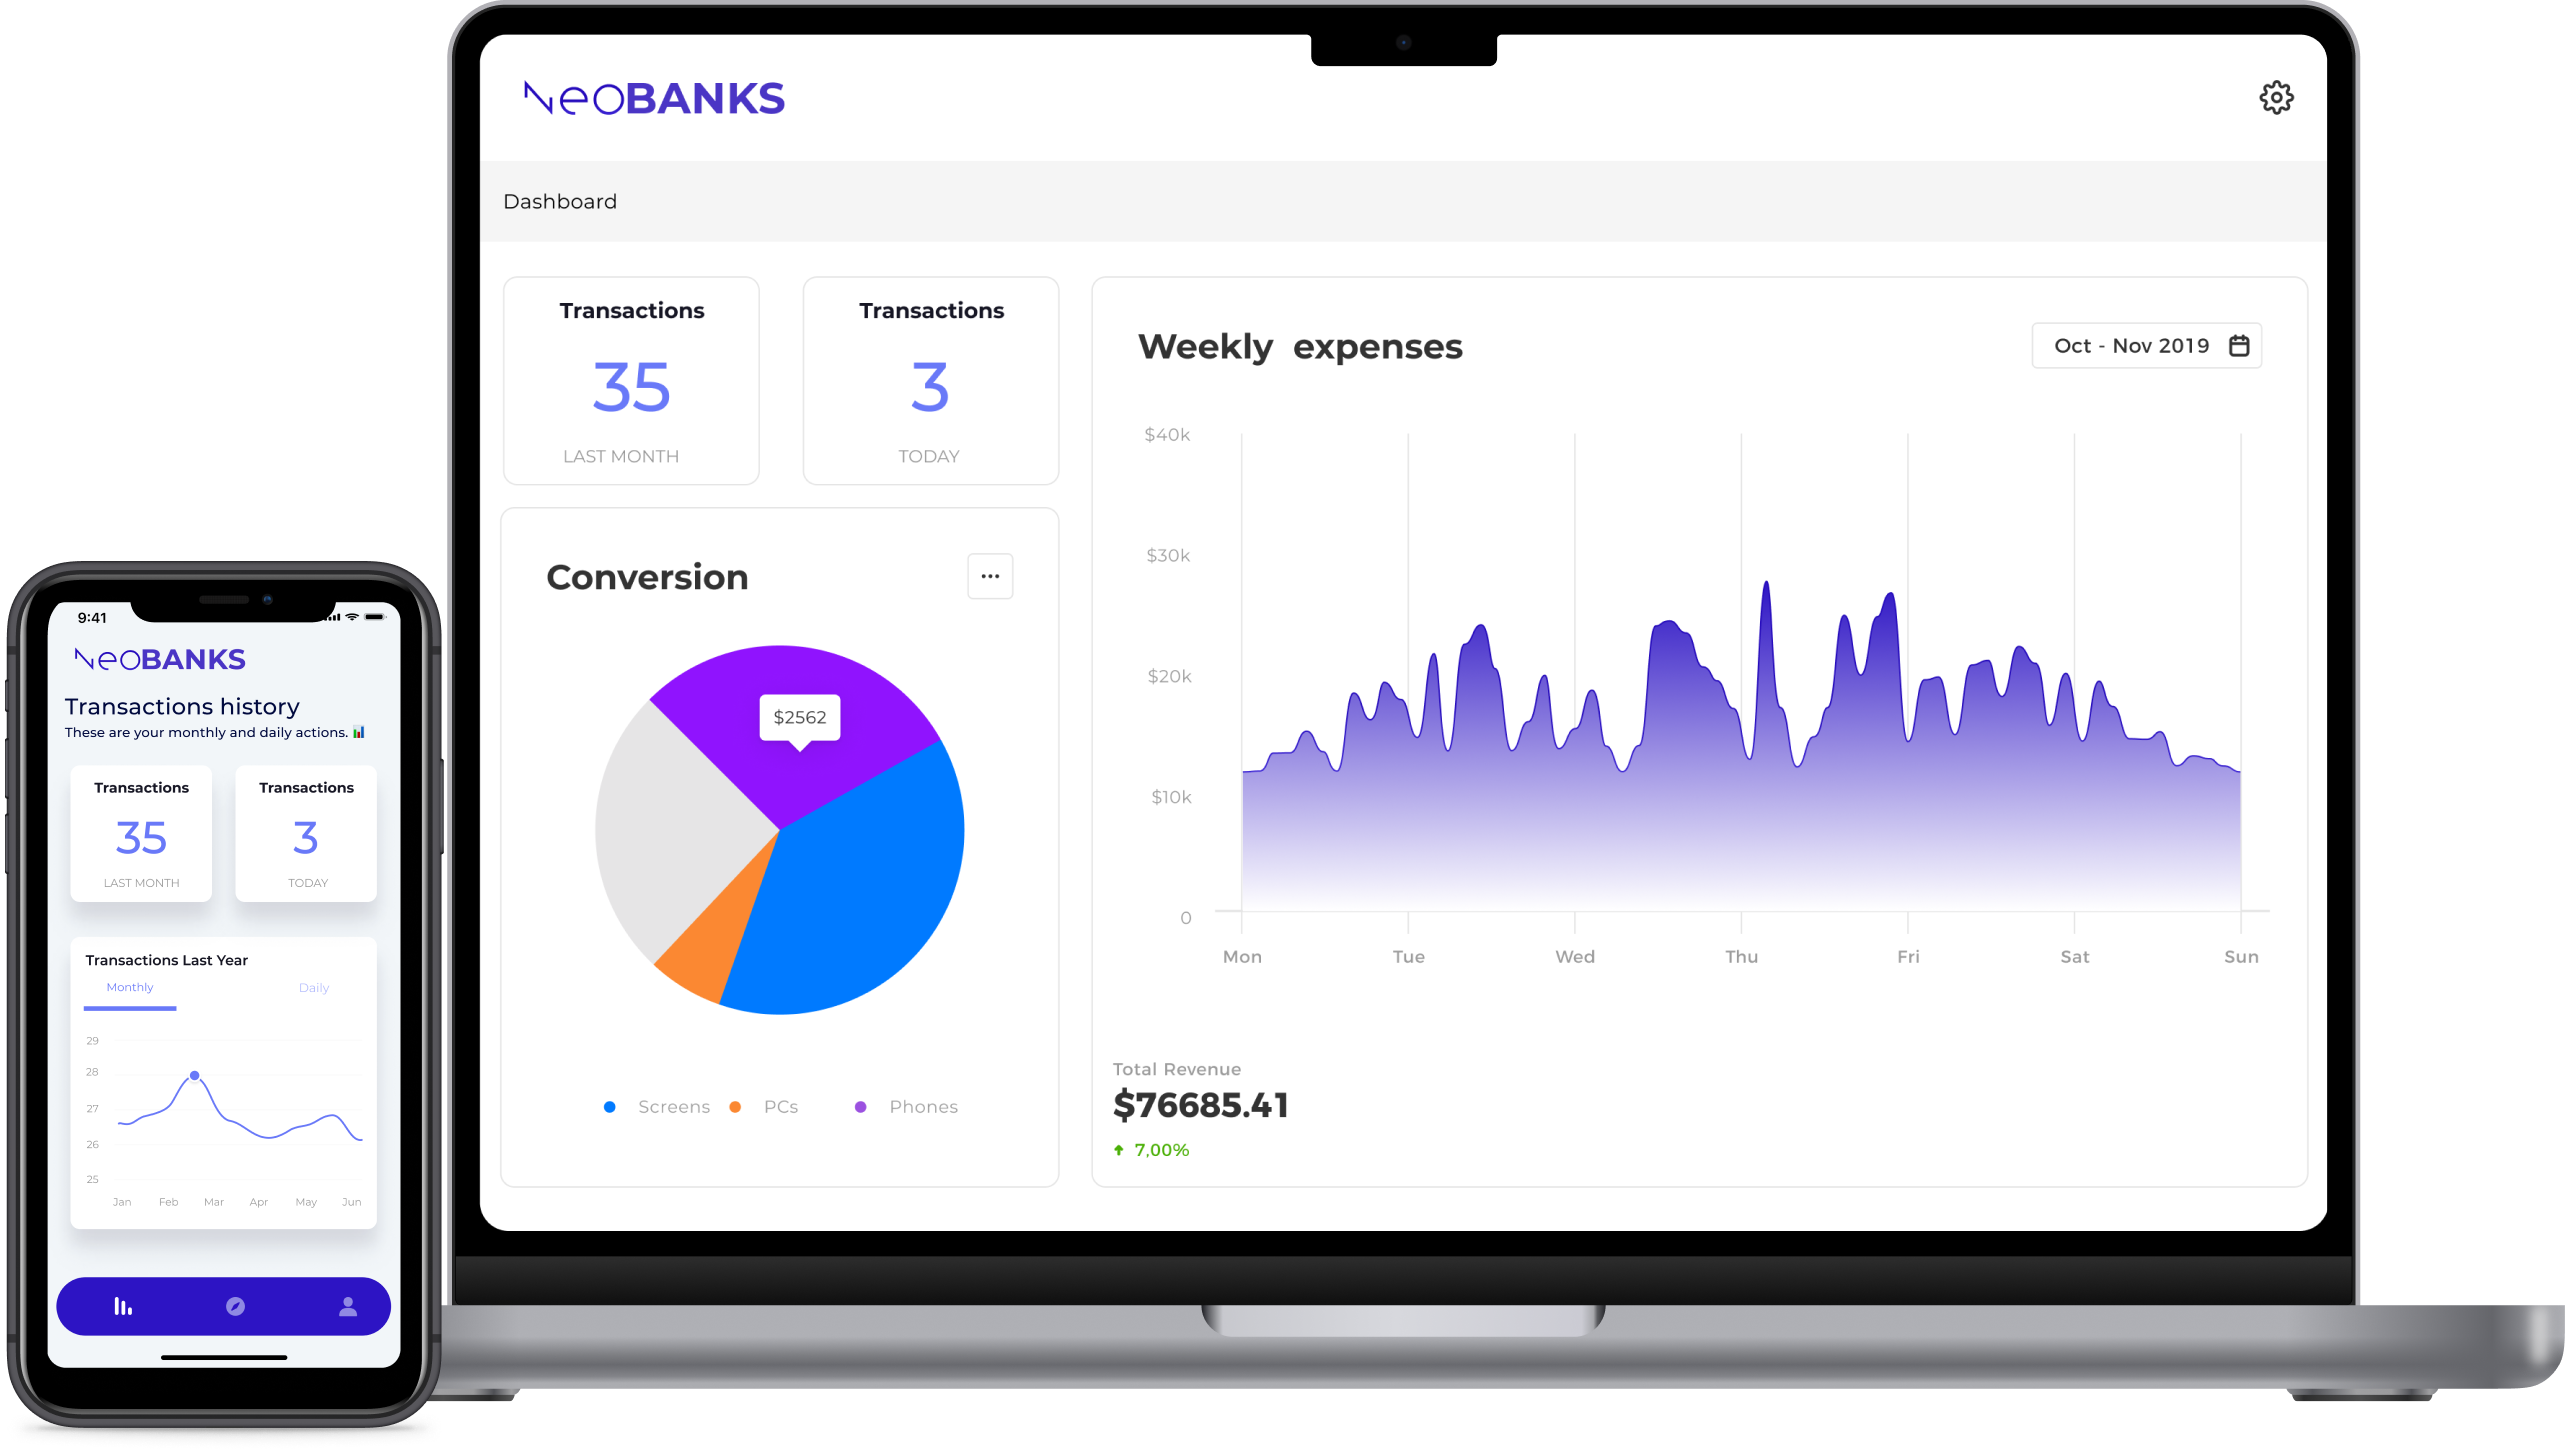 NeoBANKS
Dashboard
Transactions
35
LAST MONTH
Transactions
3
TODAY
Conversion
$2562
Screens
PCs
Phones
Weekly expenses
Oct - Nov 2019
$40k
$30k
$20k
$10k
0
Mon Tue Wed Thu Fri Sat Sun
Total Revenue
$76685.41
7,00%
9:41
NeoBANKS
Transactions history
These are your monthly and daily actions.
Transactions
35
LAST MONTH
Transactions
3
TODAY
Transactions Last Year
Monthly Daily
29
28
27
26
25
Jan Feb Mar Apr May Jun